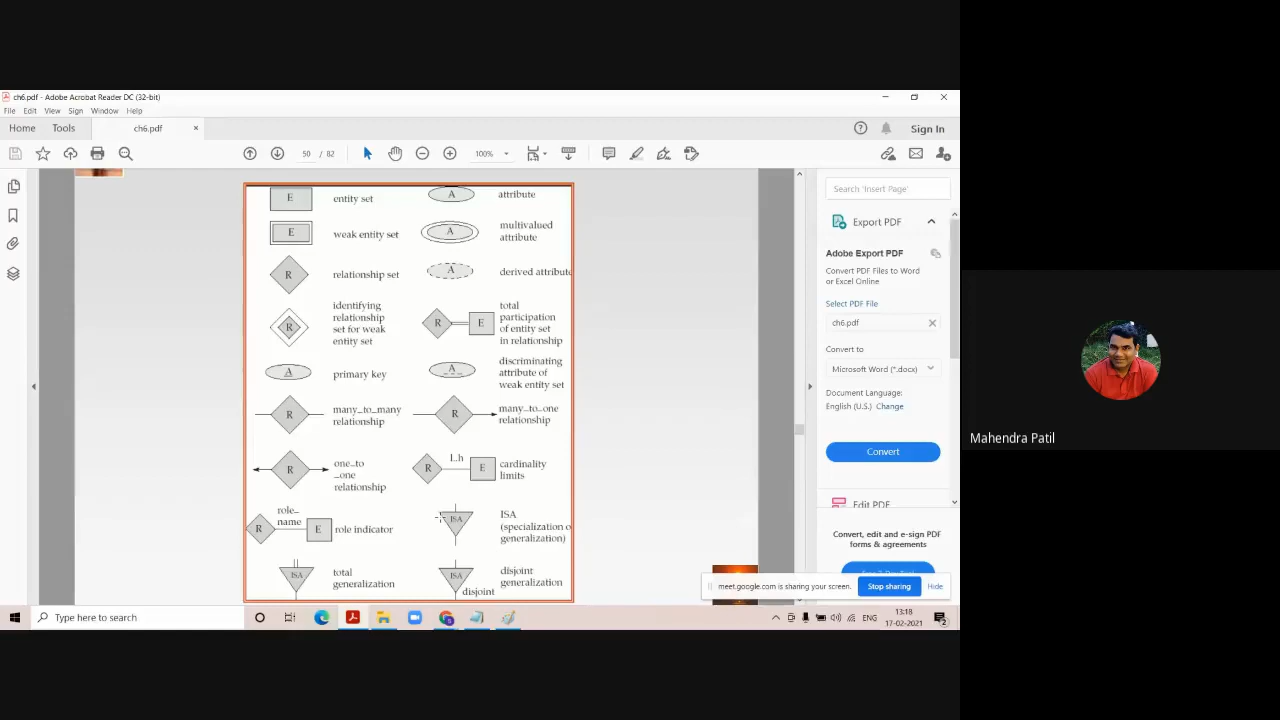 ch6.pdf - Adobe Acrobat Reader DC (32-bit)
File Edit View Sign Window Help
Home Tools ch6.pdf × Sign In
50 / 82 100%
E entity set A attribute
E weak entity set A multivalued
attribute
R relationship set A derived attribute
R identifying
relationship
set for weak
entity set
R E total
participation
of entity set
in relationship
A primary key
A discriminating
attribute of
weak entity set
R many_to_many
relationship
R many_to_one
relationship
R one_to
_one
relationship
R l..h E cardinality
limits
R role_
name E role indicator
ISA ISA
(specialization o
generalization)
ISA total
generalization
ISA disjoint
disjoint
generalization
Search 'Insert Page'
Export PDF
Adobe Export PDF
Convert PDF Files to Word
or Excel Online
Select PDF File
ch6.pdf
Convert to
Microsoft Word (*.docx)
Document Language:
English (U.S.) Change
Convert
Edit PDF
Convert, edit and e-sign PDF
forms & agreements
meet.google.com is sharing your screen. Stop sharing Hide
Type here to search
ENG
13:18
17-02-2021
2
Mahendra Patil